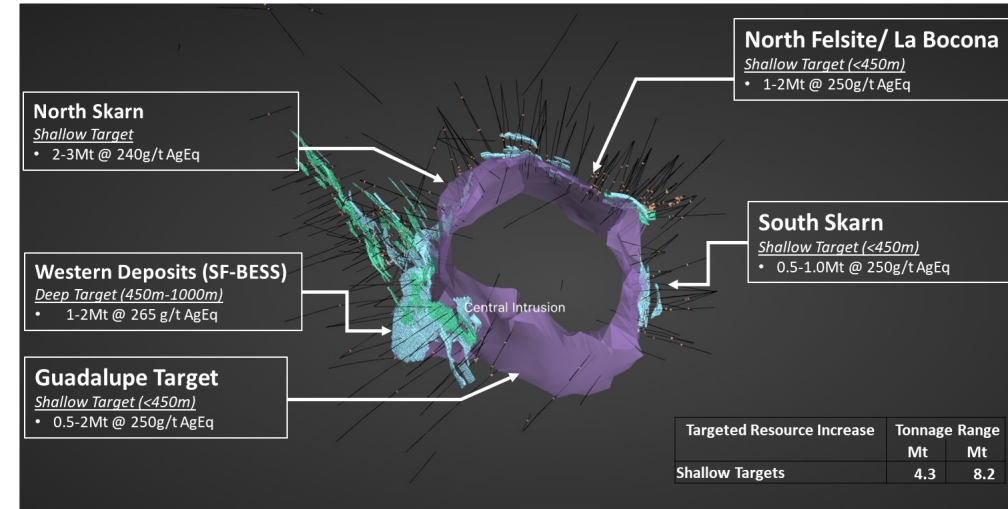 North Felsite/ La Bocona
Shallow Target (<450m)
• 1-2Mt @ 250g/t AgEq
North Skarn
Shallow Target
• 2-3Mt @ 240g/t AgEq
South Skarn
Shallow Target (<450m)
• 0.5-1.0Mt @ 250g/t AgEq
Western Deposits (SF-BESS)
Deep Target (450m-1000m)
• 1-2Mt @ 265 g/t AgEq
Central Intrusion
Guadalupe Target
Shallow Target (<450m)
• 0.5-2Mt @ 250g/t AgEq
Targeted Resource Increase Tonnage Range
Mt Mt
Shallow Targets 4.3 8.2